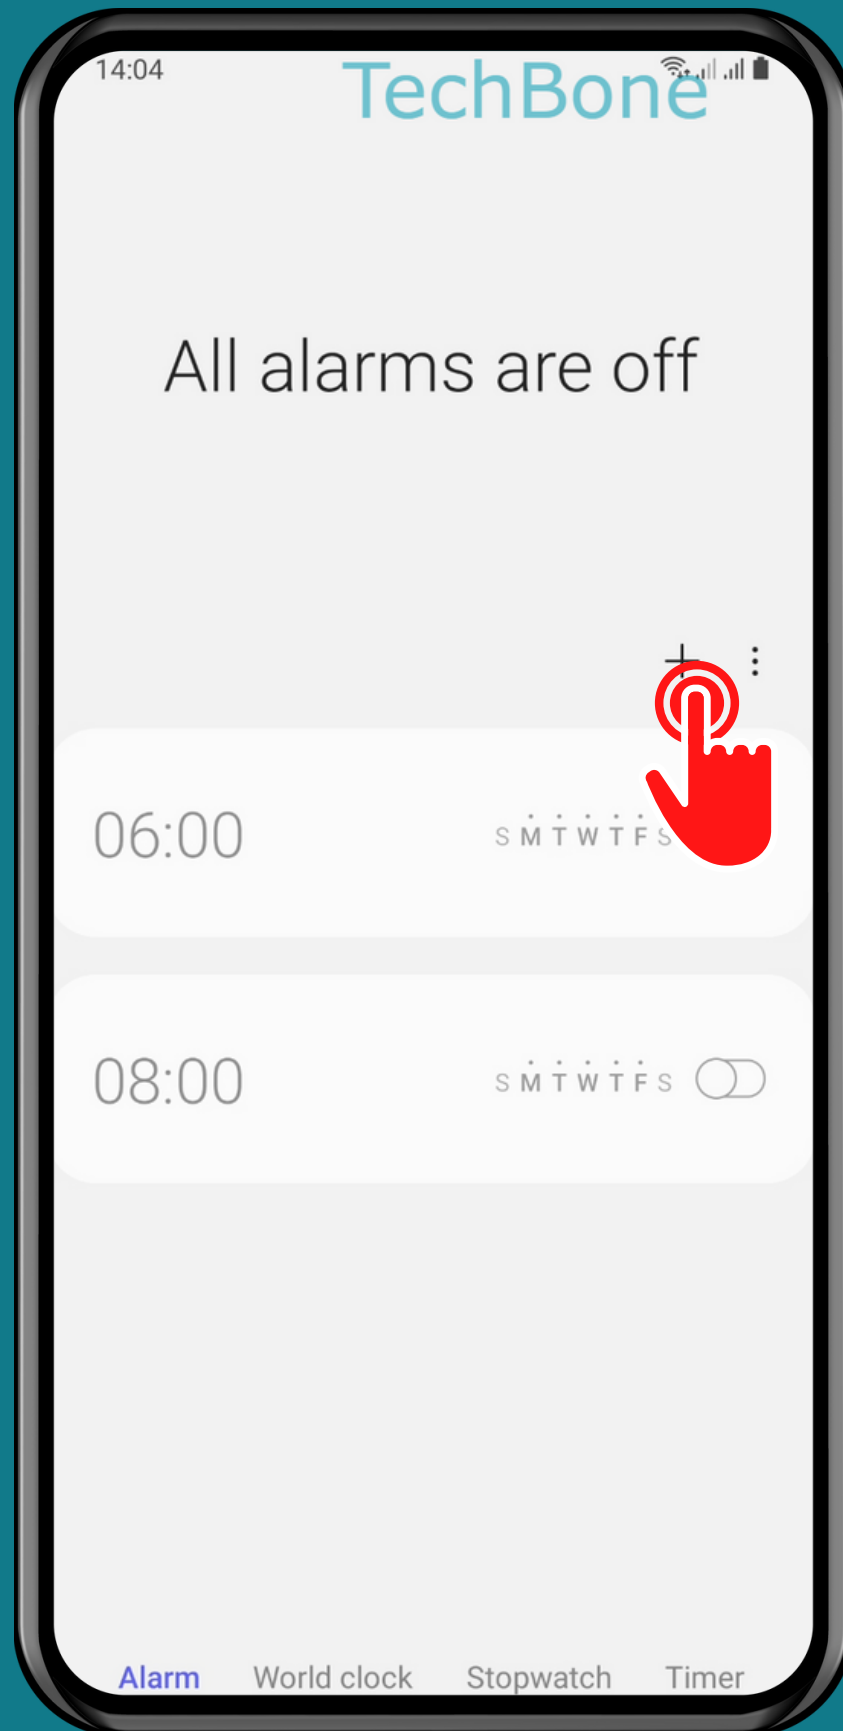 14:04
TechBone
All alarms are off
06:00 S M T W T F S
08:00 S M T W T F S
Alarm World clock Stopwatch Timer